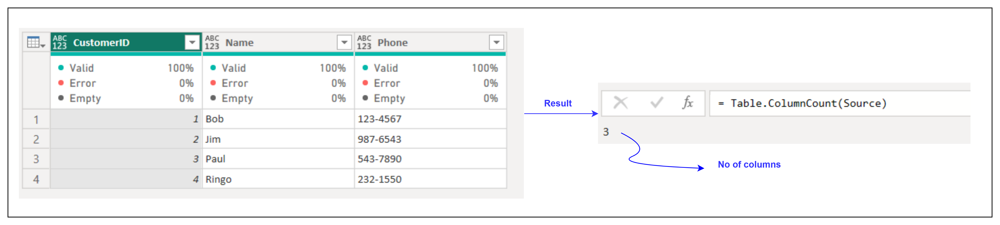 ABC 123 CustomerID ABC 123 Name ABC 123 Phone
Valid 100% Valid 100% Valid 100%
Error 0% Error 0% Error 0%
Empty 0% Empty 0% Empty 0%
1 1 Bob 123-4567
2 2 Jim 987-6543
3 3 Paul 543-7890
4 4 Ringo 232-1550
Result
fx = Table.ColumnCount(Source)
3
No of columns